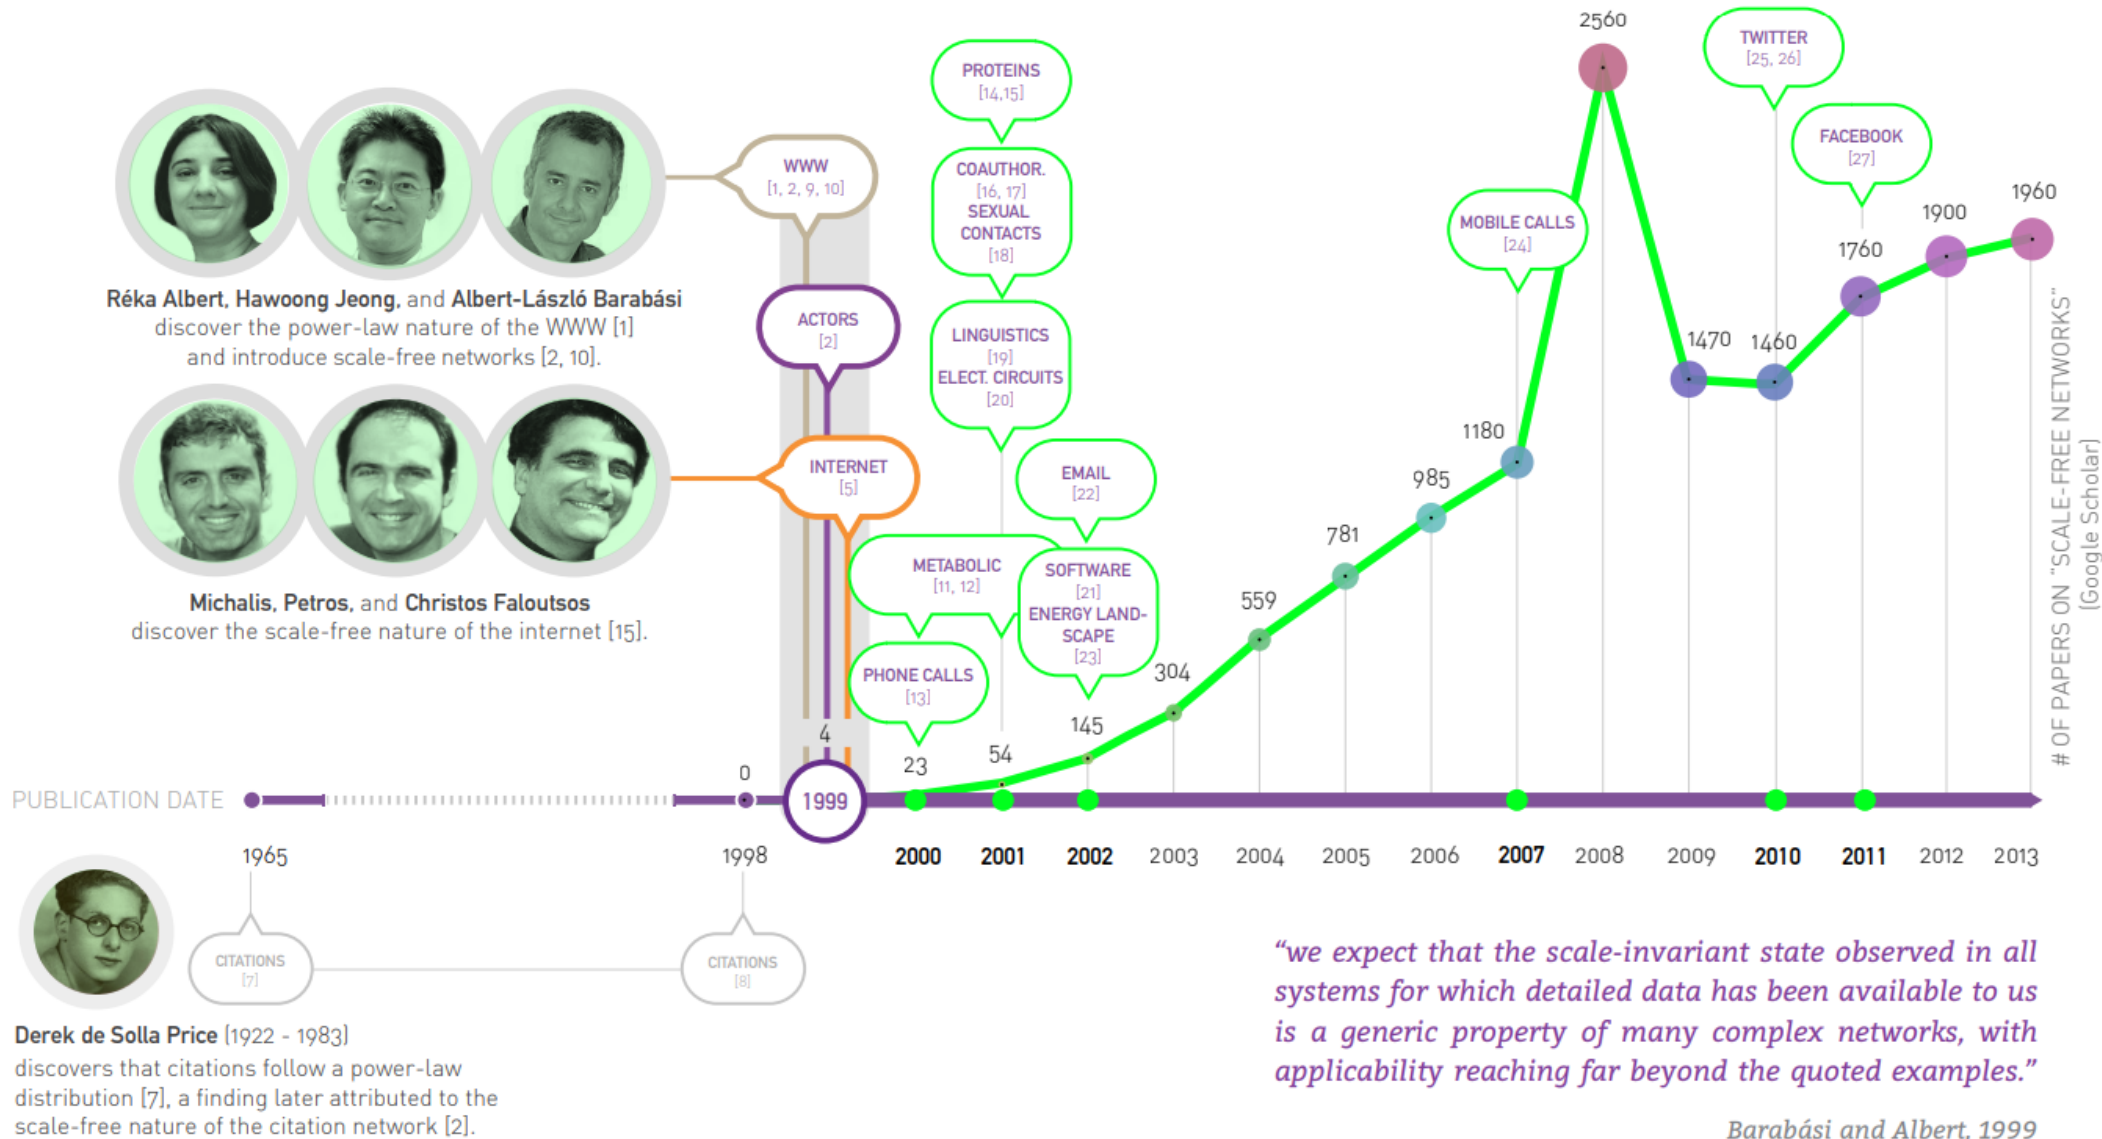 2560
TWITTER
[25, 26]
PROTEINS
[14,15]
FACEBOOK
[27]
WWW
[1, 2, 9, 10]
COAUTHOR.
[16, 17]
SEXUAL
CONTACTS
[18]
MOBILE CALLS
[24]
1960
1900
1760
Réka Albert, Hawoong Jeong, and Albert-László Barabási
discover the power-law nature of the WWW [1]
and introduce scale-free networks [2, 10].
ACTORS
[2]
LINGUISTICS
[19]
ELECT. CIRCUITS
[20]
1470
1460
1180
INTERNET
[5]
EMAIL
[22]
985
781
METABOLIC
[11, 12]
SOFTWARE
[21]
ENERGY LAND-
SCAPE
[23]
559
Michalis, Petros, and Christos Faloutsos
discover the scale-free nature of the internet [15].
PHONE CALLS
[13]
304
145
54
23
4
0
# OF PAPERS ON "SCALE-FREE NETWORKS"
(Google Scholar)
PUBLICATION DATE
1999
1965
1998
2000
2001
2002
2003
2004
2005
2006
2007
2008
2009
2010
2011
2012
2013
CITATIONS
[7]
CITATIONS
[8]
Derek de Solla Price (1922 - 1983)
discovers that citations follow a power-law
distribution [7], a finding later attributed to the
scale-free nature of the citation network [2].
“we expect that the scale-invariant state observed in all
systems for which detailed data has been available to us
is a generic property of many complex networks, with
applicability reaching far beyond the quoted examples.”
Barabási and Albert, 1999